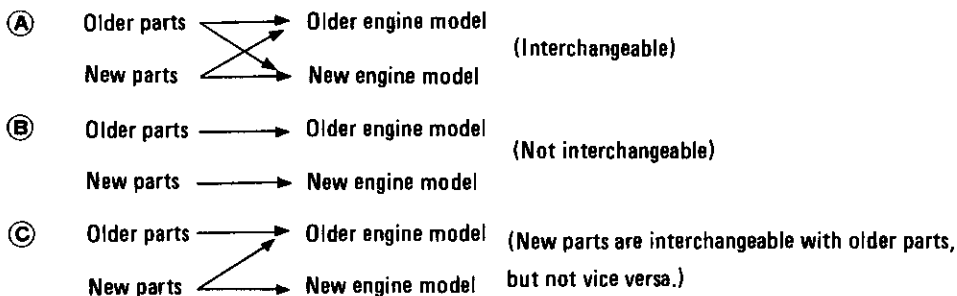 Ⓐ Older parts Older engine model
(Interchangeable)
New parts New engine model
Ⓑ Older parts Older engine model
(Not interchangeable)
New parts New engine model
Ⓒ Older parts Older engine model (New parts are interchangeable with older parts,
New parts New engine model but not vice versa.)